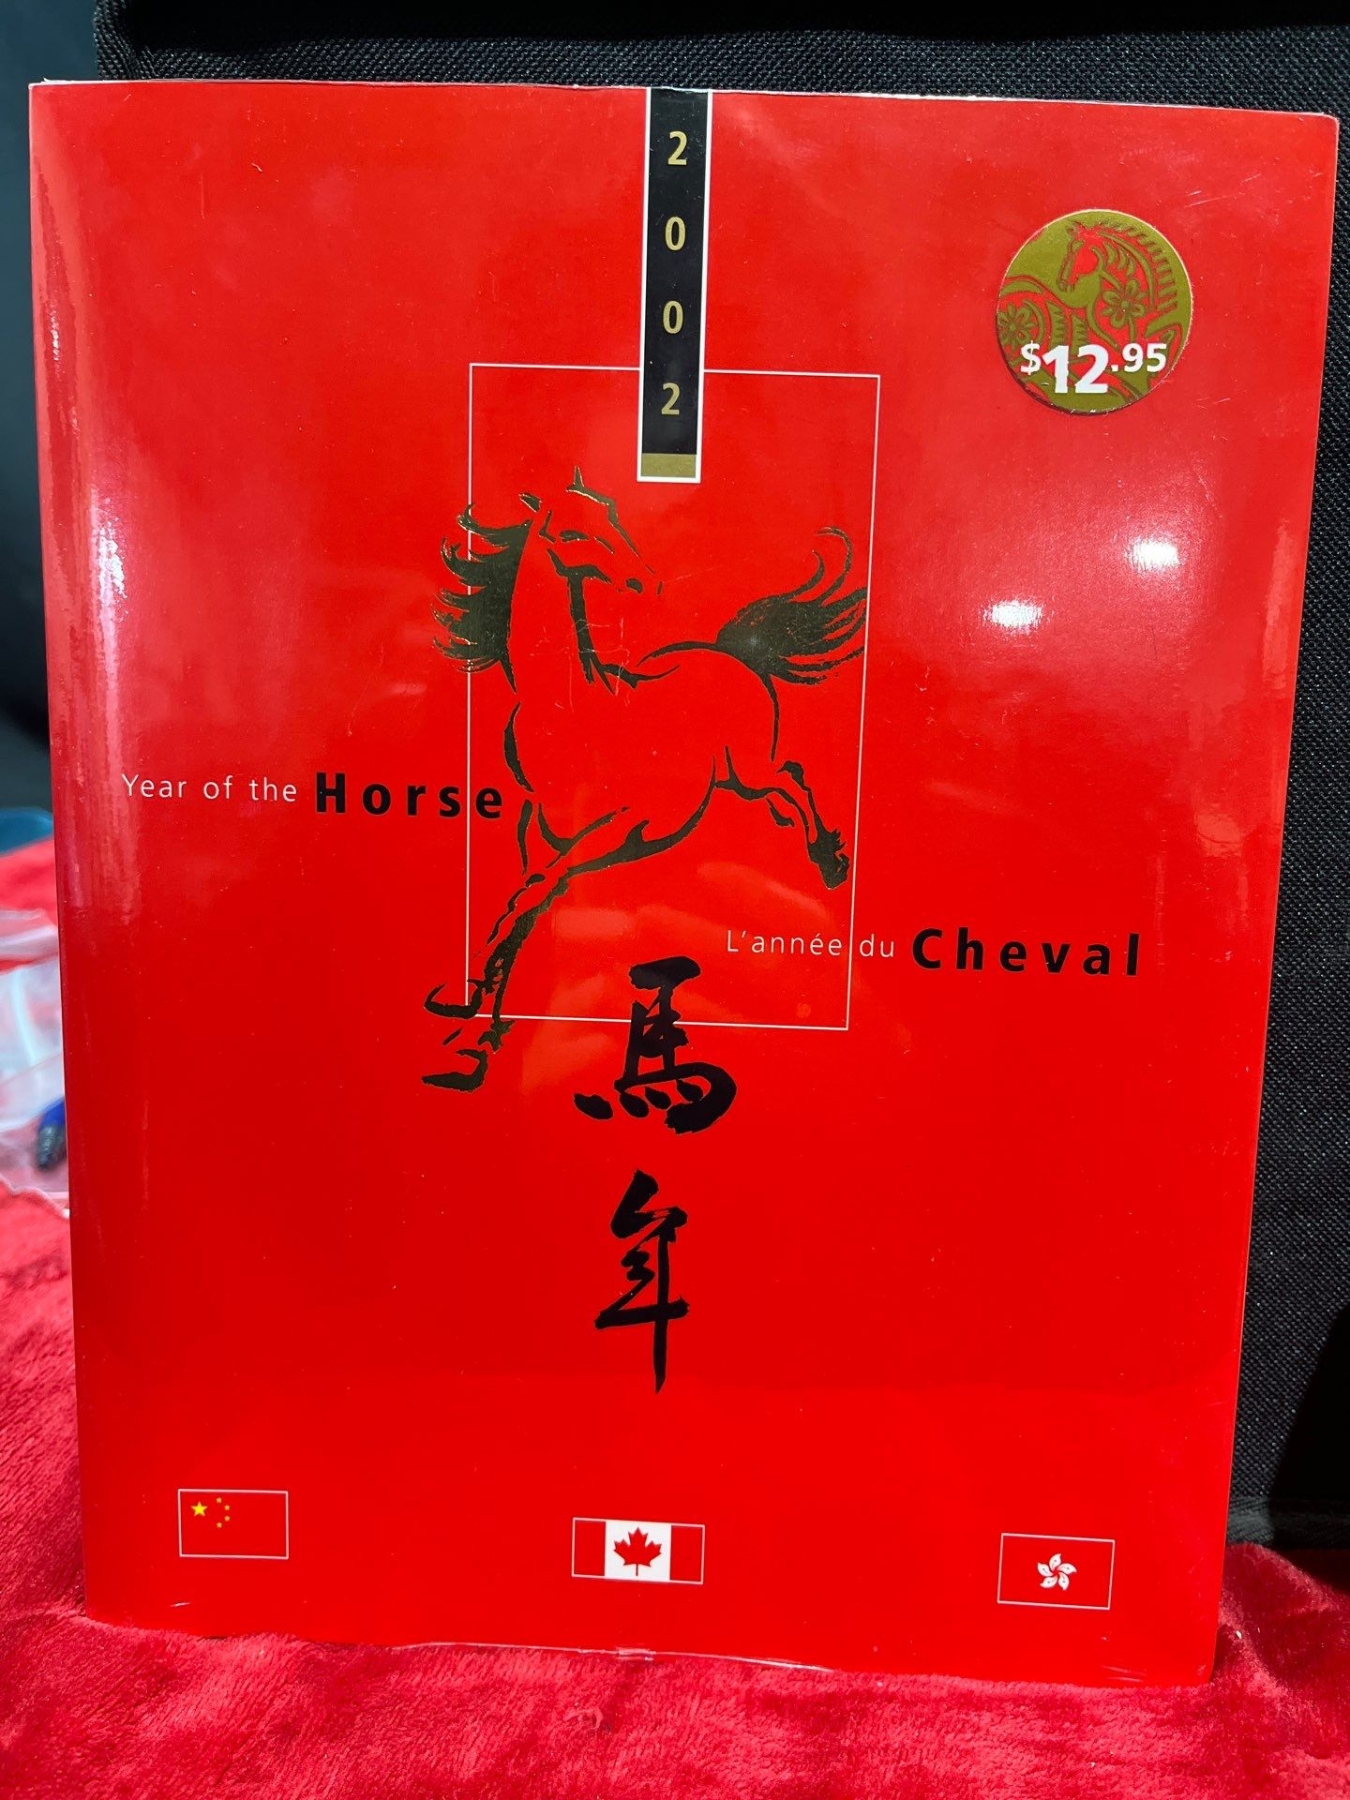 2002
$12.95
Year of the Horse
L'année du Cheval
馬年